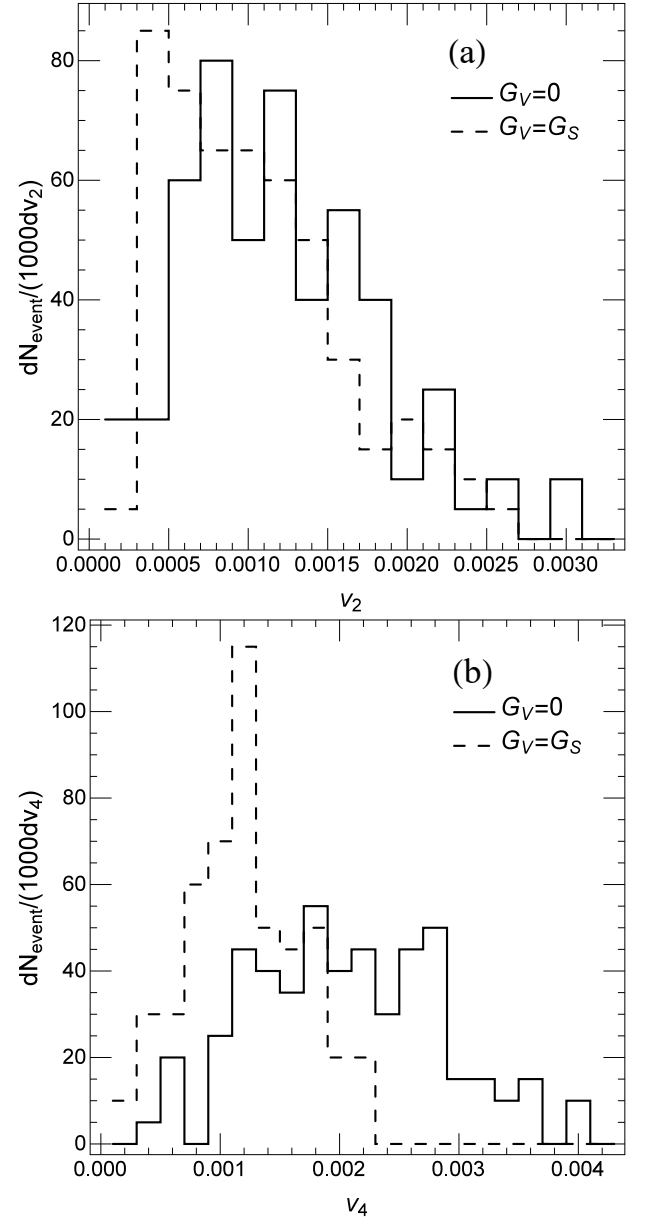 (a)
G_V=0
G_V=G_S
dN_event/(1000dv_2)
80
60
40
20
0
0.0000 0.0005 0.0010 0.0015 0.0020 0.0025 0.0030
v_2
(b)
G_V=0
G_V=G_S
dN_event/(1000dv_4)
120
100
80
60
40
20
0
0.000 0.001 0.002 0.003 0.004
v_4